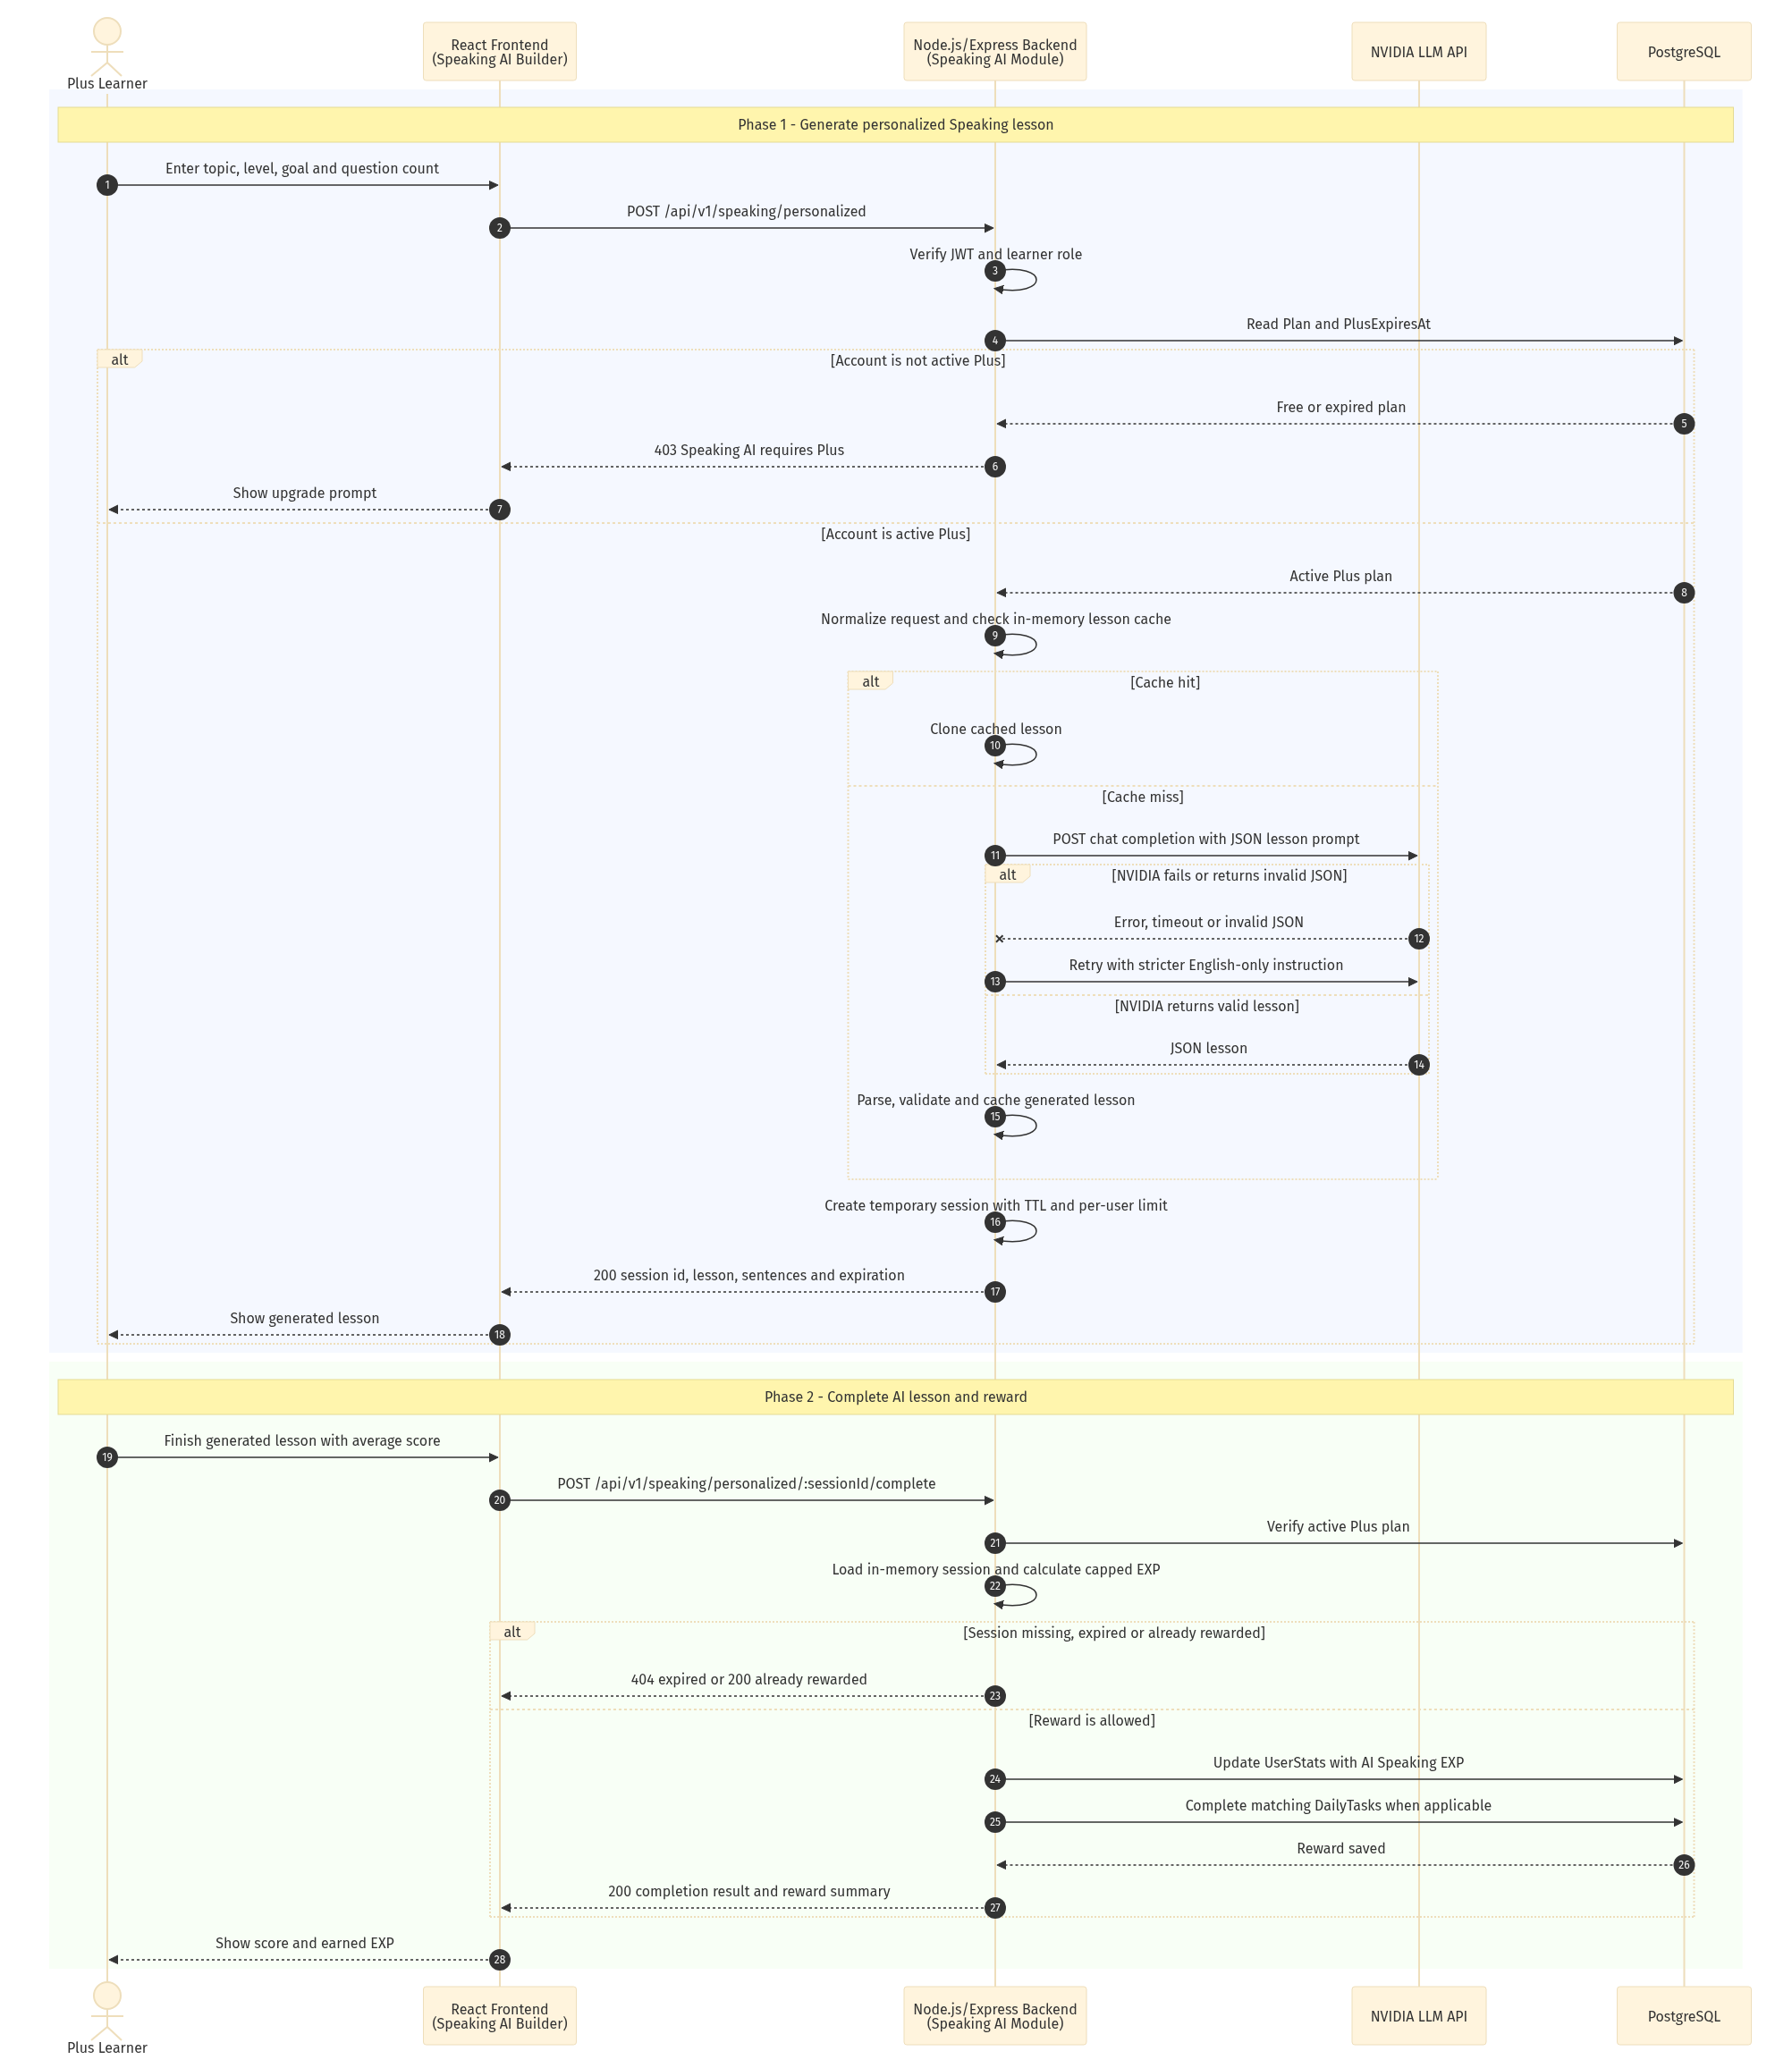 Plus Learner
React Frontend
(Speaking AI Builder)
Node.js/Express Backend
(Speaking AI Module)
NVIDIA LLM API
PostgreSQL
Phase 1 - Generate personalized Speaking lesson
Enter topic, level, goal and question count
1
POST /api/v1/speaking/personalized
2
Verify JWT and learner role
3
Read Plan and PlusExpiresAt
4
alt
[Account is not active Plus]
Free or expired plan
5
403 Speaking AI requires Plus
6
Show upgrade prompt
7
[Account is active Plus]
Active Plus plan
8
Normalize request and check in-memory lesson cache
9
alt
[Cache hit]
Clone cached lesson
10
[Cache miss]
POST chat completion with JSON lesson prompt
11
alt
[NVIDIA fails or returns invalid JSON]
Error, timeout or invalid JSON
12
Retry with stricter English-only instruction
13
[NVIDIA returns valid lesson]
JSON lesson
14
Parse, validate and cache generated lesson
15
Create temporary session with TTL and per-user limit
16
200 session id, lesson, sentences and expiration
17
Show generated lesson
18
Phase 2 - Complete AI lesson and reward
Finish generated lesson with average score
19
POST /api/v1/speaking/personalized/:sessionId/complete
20
Verify active Plus plan
21
Load in-memory session and calculate capped EXP
22
alt
[Session missing, expired or already rewarded]
404 expired or 200 already rewarded
23
[Reward is allowed]
Update UserStats with AI Speaking EXP
24
Complete matching DailyTasks when applicable
25
Reward saved
26
200 completion result and reward summary
27
Show score and earned EXP
28
Plus Learner
React Frontend
(Speaking AI Builder)
Node.js/Express Backend
(Speaking AI Module)
NVIDIA LLM API
PostgreSQL